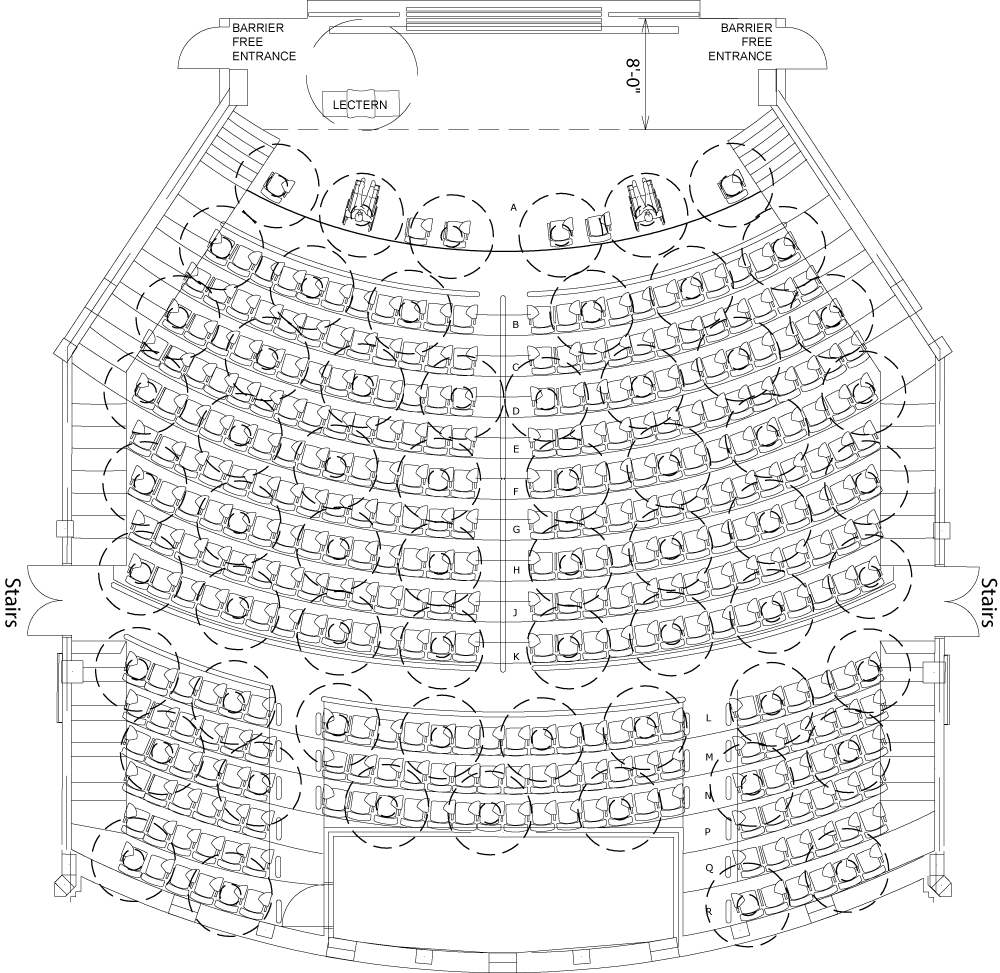 BARRIER
FREE
ENTRANCE
BARRIER
FREE
ENTRANCE
8'-0"
LECTERN
A
B
C
D
E
F
G
H
J
K
Stairs
Stairs
L
M
N
P
Q
R